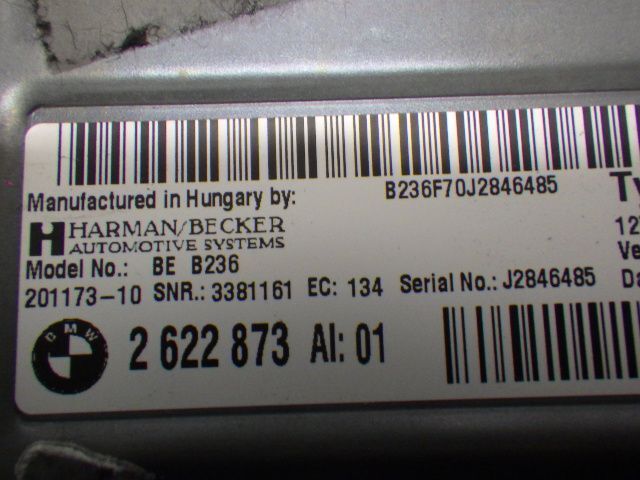 B236F70J2846485
Manufactured in Hungary by:
HARMAN/BECKER
AUTOMOTIVE SYSTEMS
Model No.: BE B236
201173-10 SNR.: 3381161 EC: 134 Serial No.: J2846485
BMW
2 622 873 AI: 01
12